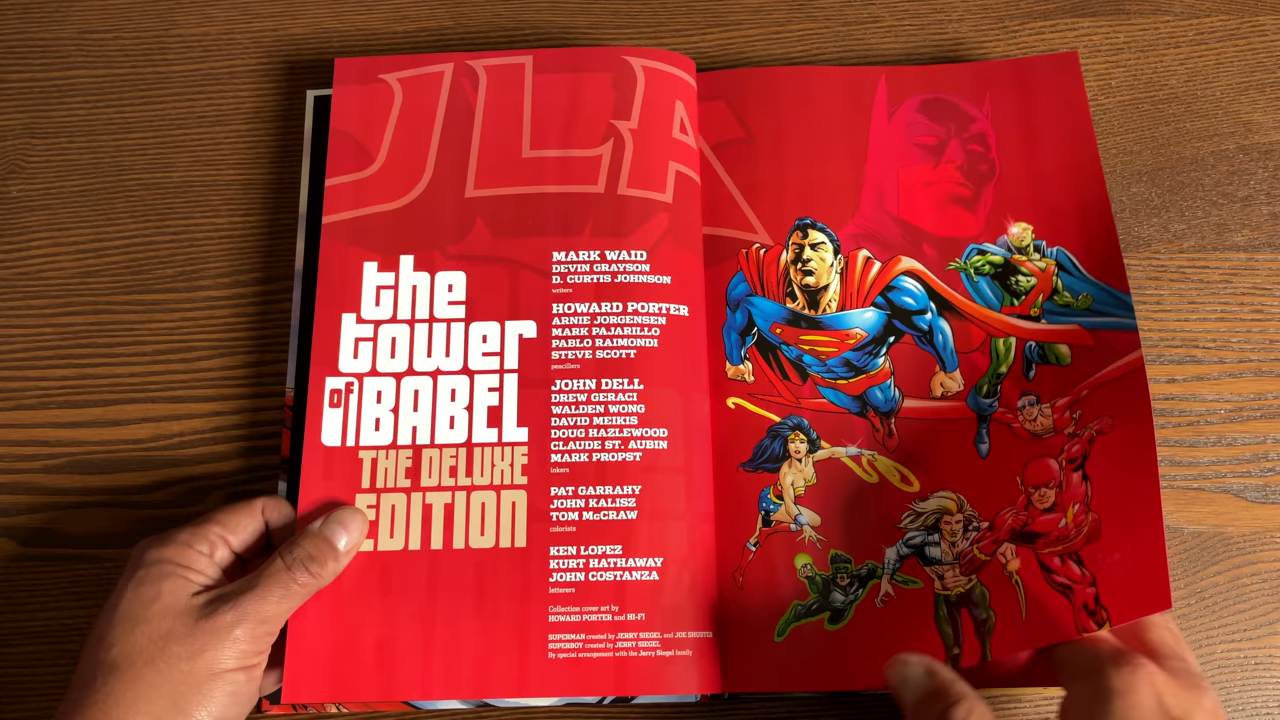 JLA
the
tower
of BABEL
THE DELUXE
EDITION
MARK WAID
DEVIN GRAYSON
D. CURTIS JOHNSON
writers
HOWARD PORTER
ARNIE JORGENSEN
MARK PAJARILLO
PABLO RAIMONDI
STEVE SCOTT
pencillers
JOHN DELL
DREW GERACI
WALDEN WONG
DAVID MEIKIS
DOUG HAZLEWOOD
CLAUDE ST. AUBIN
MARK PROPST
inkers
PAT GARRAHY
JOHN KALISZ
TOM McCRAW
colorists
KEN LOPEZ
KURT HATHAWAY
JOHN COSTANZA
letterers
Collection cover art by
HOWARD PORTER and HI-FI
SUPERMAN created by JERRY SIEGEL and JOE SHUSTER
SUPERBOY created by JERRY SIEGEL
By special arrangement with the Jerry Siegel family